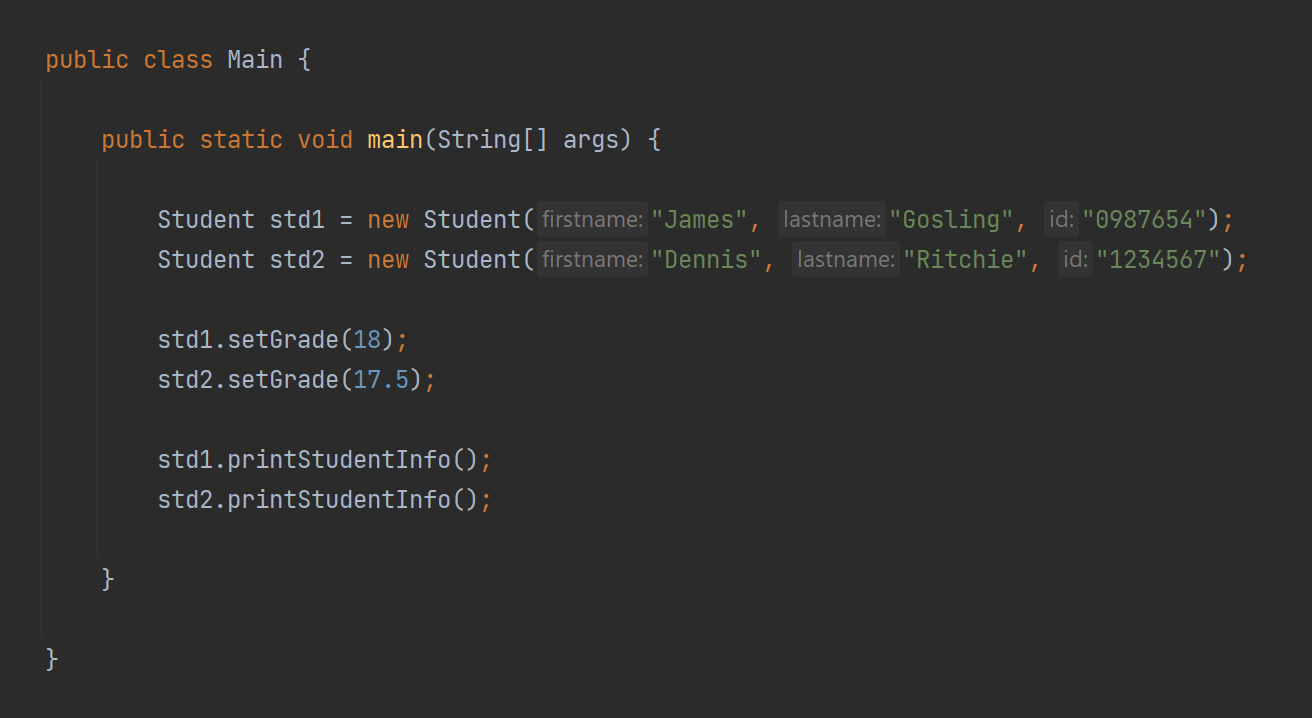 public class Main {
public static void main(String[] args) {
Student std1 = new Student( firstname: "James", lastname: "Gosling", id: "0987654");
Student std2 = new Student( firstname: "Dennis", lastname: "Ritchie", id: "1234567");
std1.setGrade(18);
std2.setGrade(17.5);
std1.printStudentInfo();
std2.printStudentInfo();
}
}